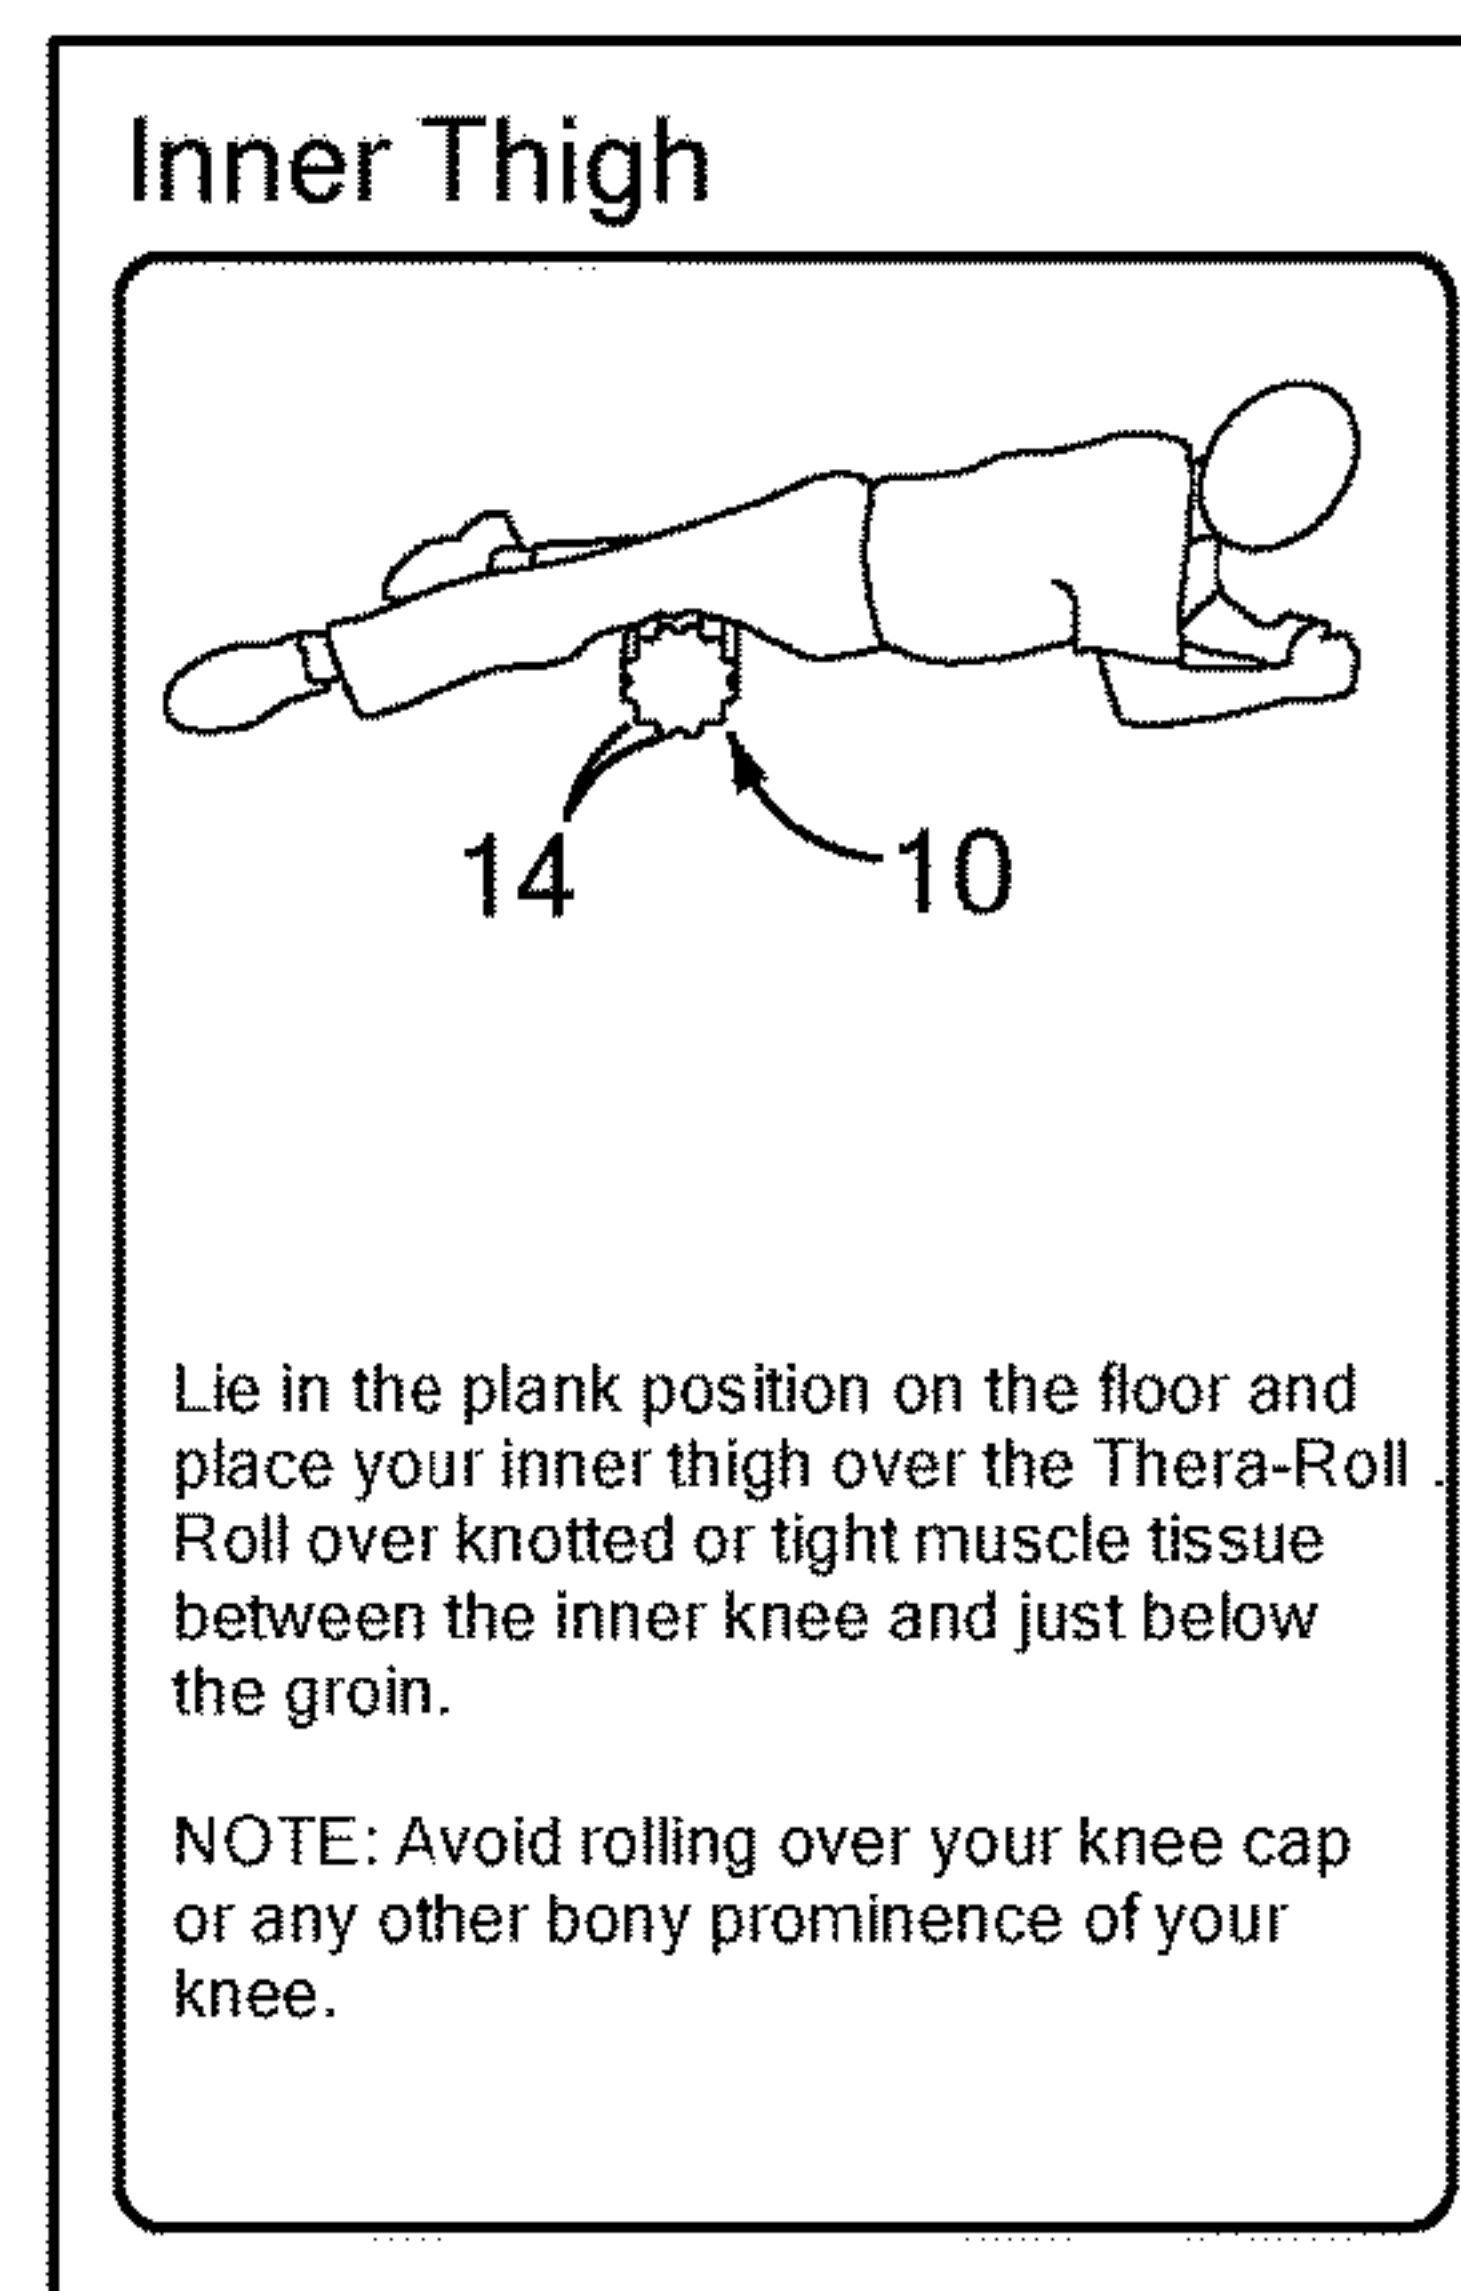 Inner Thigh
14
10
Lie in the plank position on the floor and
place your inner thigh over the Thera-Roll .
Roll over knotted or tight muscle tissue
between the inner knee and just below
the groin.
NOTE: Avoid rolling over your knee cap
or any other bony prominence of your
knee.